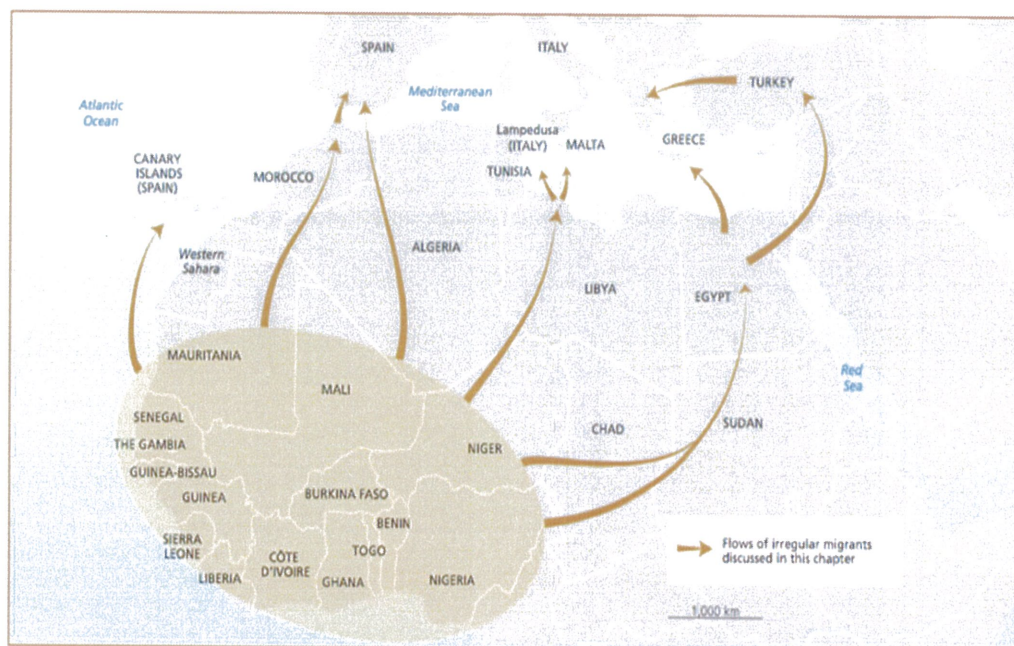 SPAIN
ITALY
TURKEY
Atlantic
Ocean
Mediterranean
Sea
Lampedusa
(ITALY)
MALTA
GREECE
CANARY
ISLANDS
(SPAIN)
MOROCCO
TUNISIA
Western
Sahara
ALGERIA
LIBYA
EGYPT
Red
Sea
MAURITANIA
MALI
SENEGAL
THE GAMBIA
GUINEA-BISSAU
GUINEA
SIERRA
LEONE
LIBERIA
CÔTE
D'IVOIRE
BURKINA FASO
GHANA
TOGO
BENIN
NIGERIA
NIGER
CHAD
SUDAN
Flows of irregular migrants
discussed in this chapter
1,000 km